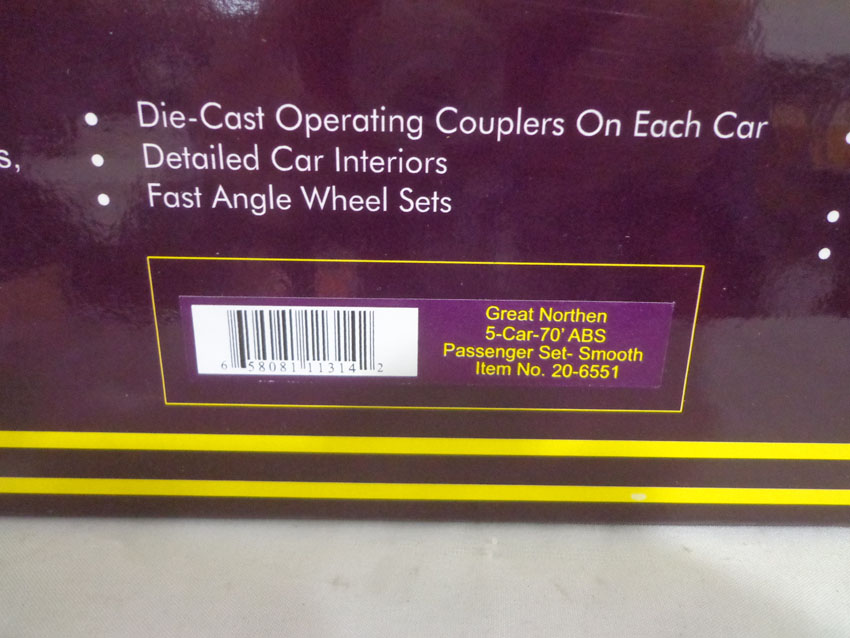 • Die-Cast Operating Couplers On Each Car
s,
• Detailed Car Interiors
• Fast Angle Wheel Sets
Great Northen
5-Car-70' ABS
Passenger Set- Smooth
Item No. 20-6551
6 58081 11314 2